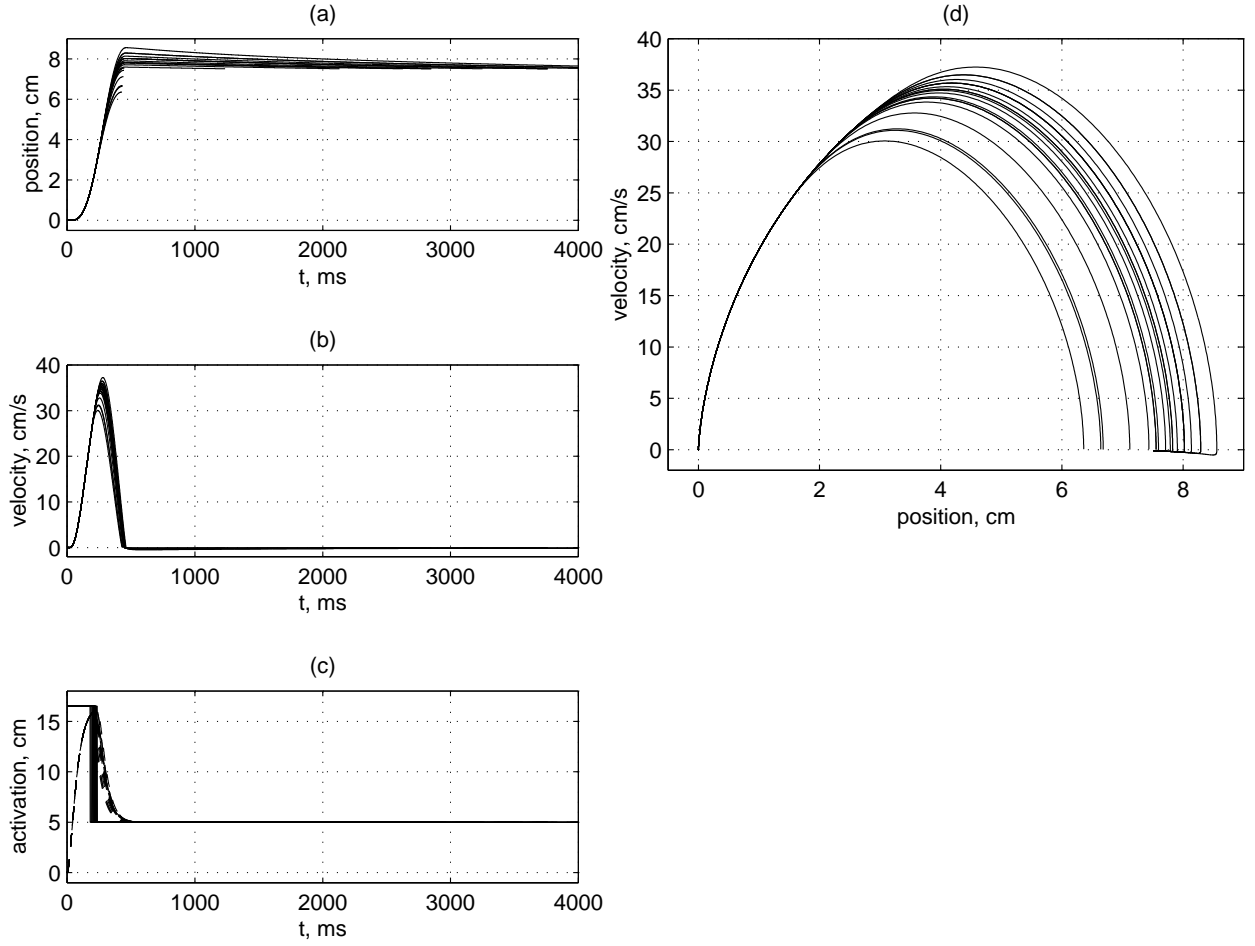 (a)
8
6
4
2
0
position, cm
0 1000 2000 3000 4000
t, ms
(b)
40
30
20
10
0
velocity, cm/s
0 1000 2000 3000 4000
t, ms
(c)
15
10
5
0
activation, cm
0 1000 2000 3000 4000
t, ms
(d)
40
35
30
25
20
15
10
5
0
velocity, cm/s
0 2 4 6 8
position, cm